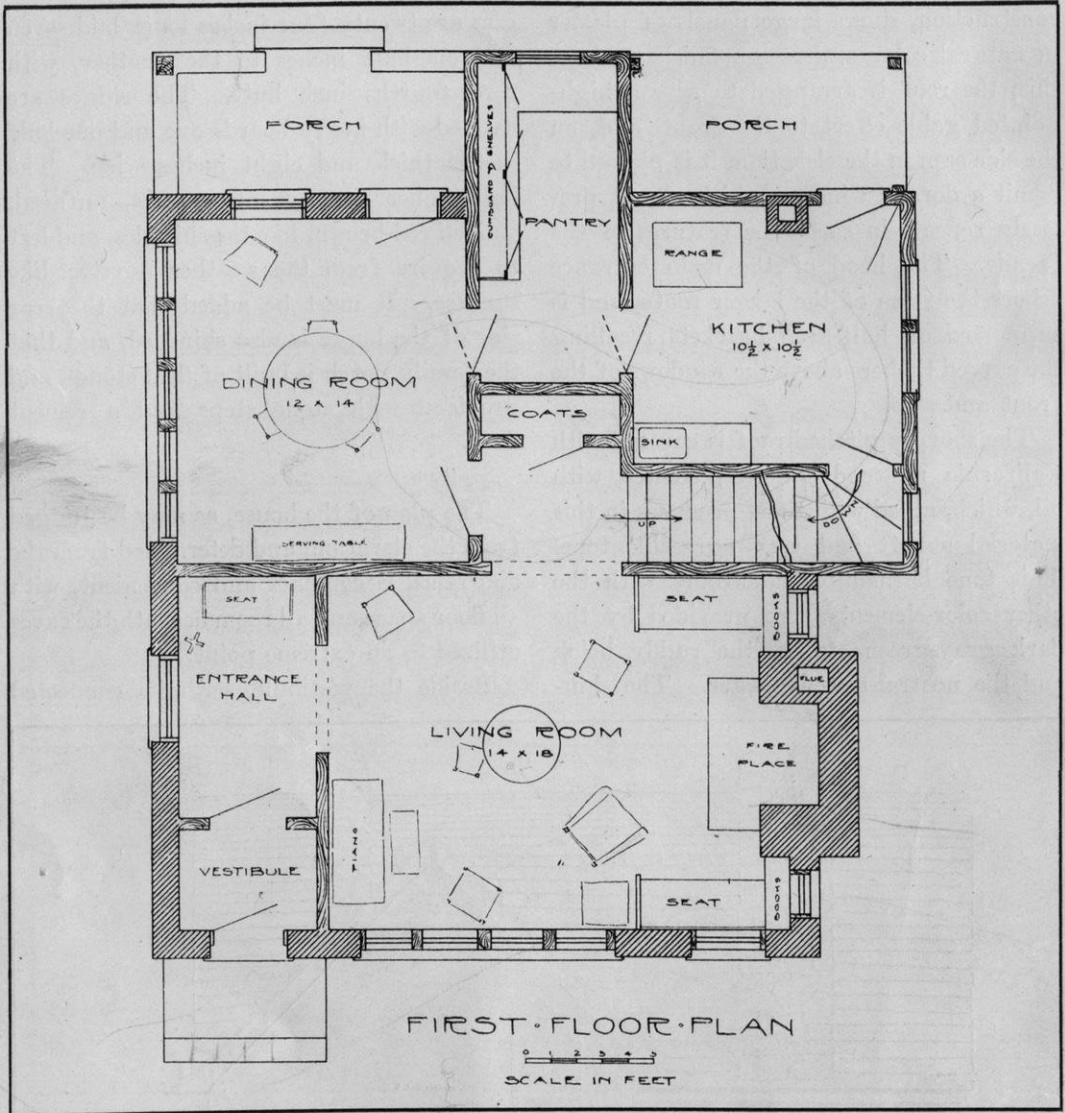 PORCH
SHELVES
& CUPBOARDS
PANTRY
PORCH
RANGE
KITCHEN
10½ x 10½
DINING ROOM
12 x 14
COATS
SINK
SERVING TABLE
UP
DOWN
SEAT
SEAT
BOOKS
ENTRANCE
HALL
FLUE
LIVING ROOM
14 x 18
FIRE
PLACE
PIANO
VESTIBULE
SEAT
BOOKS
FIRST·FLOOR·PLAN
0 1 2 3 4 5
SCALE IN FEET